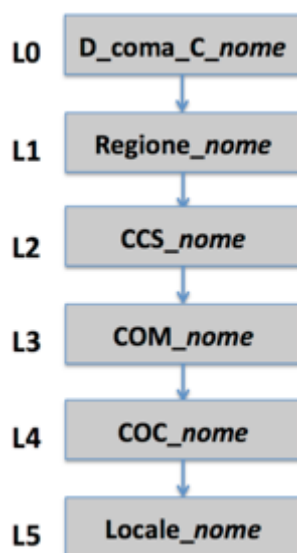 L0 D_coma_C_nome
L1 Regione_nome
L2 CCS_nome
L3 COM_nome
L4 COC_nome
L5 Locale_nome